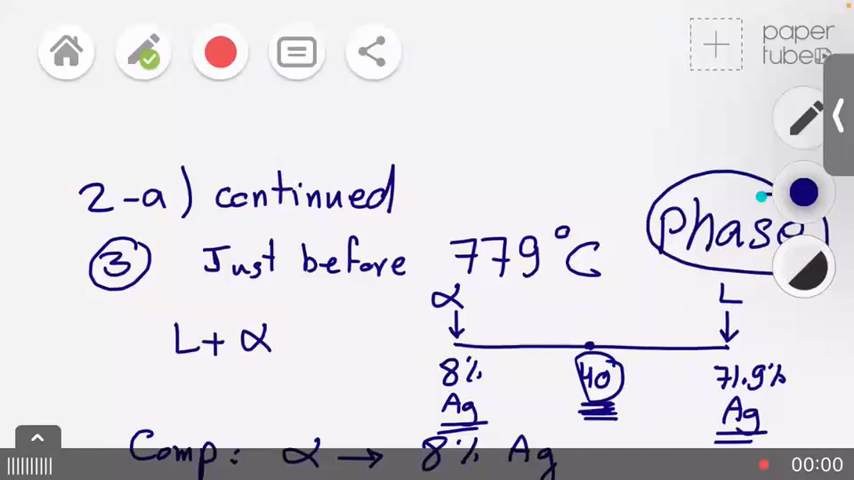 paper
tube
2-a) continued
phase
③ Just before 779°C
α L
L + α
8% 40 71.9%
Ag Ag
Comp: α → 8% Ag
00:00